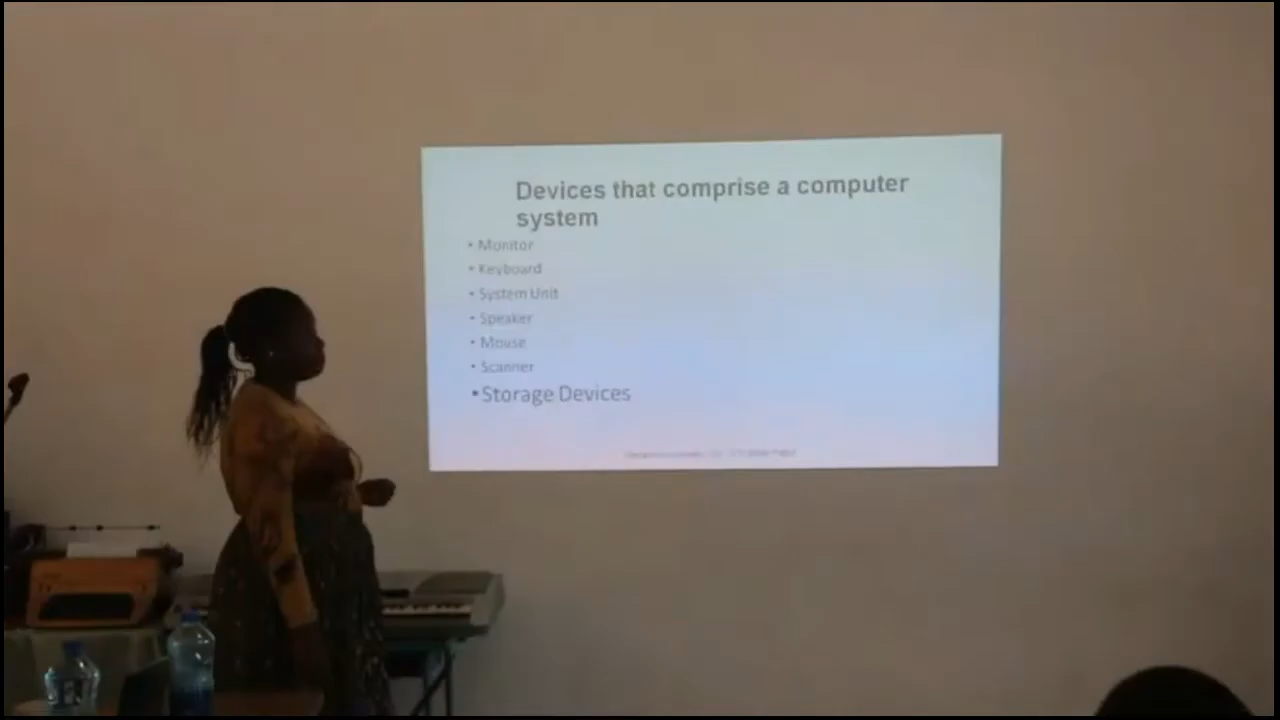 Devices that comprise a computer
system
• Monitor
• Keyboard
• System Unit
• Speaker
• Mouse
• Scanner
• Storage Devices